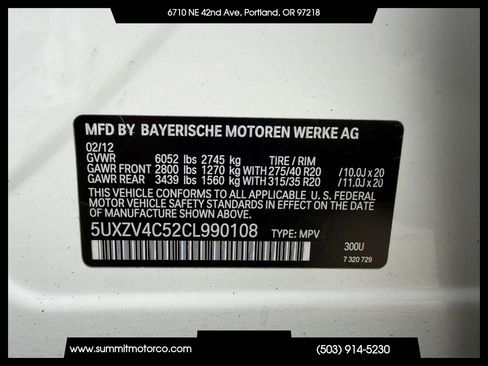 6710 NE 42nd Ave, Portland, OR 97218
MFD BY BAYERISCHE MOTOREN WERKE AG
02/12
GVWR 6052 lbs 2745 kg TIRE / RIM
GAWR FRONT 2800 lbs 1270 KG WITH 275/40 R20 /10.0J x 20
GAWR REAR 3439 lbs 1560 KG WITH 315/35 R20 /11.0J x 20
THIS VEHICLE CONFORMS TO ALL APPLICABLE U.S. FEDERAL
MOTOR VEHICLE SAFETY STANDARDS IN EFFECT ON THE DATE
OF MANUFACTURE SHOWN ABOVE.
5UXZV4C52CL990108 TYPE: MPV
300U
7 320 729
www.summitmotorco.com (503) 914-5230